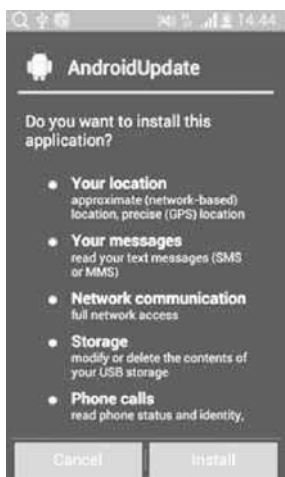 14:44
AndroidUpdate
Do you want to install this
application?
Your location
approximate (network-based)
location, precise (GPS) location
Your messages
read your text messages (SMS
or MMS)
Network communication
full network access
Storage
modify or delete the contents of
your USB storage
Phone calls
read phone status and identity,
Cancel
Install